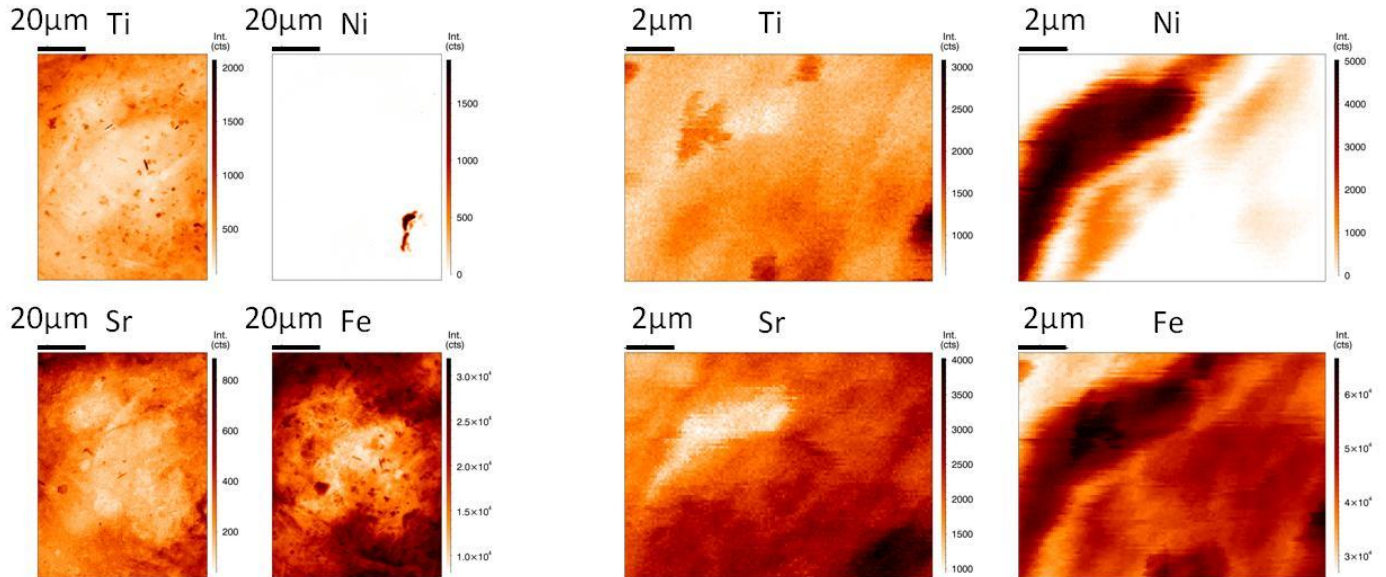 20µm Ti
Int.
(cts)
2000
1500
1000
500
20µm Ni
Int.
(cts)
1500
1000
500
0
2µm Ti
Int.
(cts)
3000
2500
2000
1500
1000
2µm Ni
Int.
(cts)
5000
4000
3000
2000
1000
0
20µm Sr
Int.
(cts)
800
600
400
200
20µm Fe
Int.
(cts)
3.0×10⁴
2.5×10⁴
2.0×10⁴
1.5×10⁴
1.0×10⁴
2µm Sr
Int.
(cts)
4000
3500
3000
2500
2000
1000
2µm Fe
Int.
(cts)
6×10⁴
5×10⁴
4×10⁴
3×10⁴